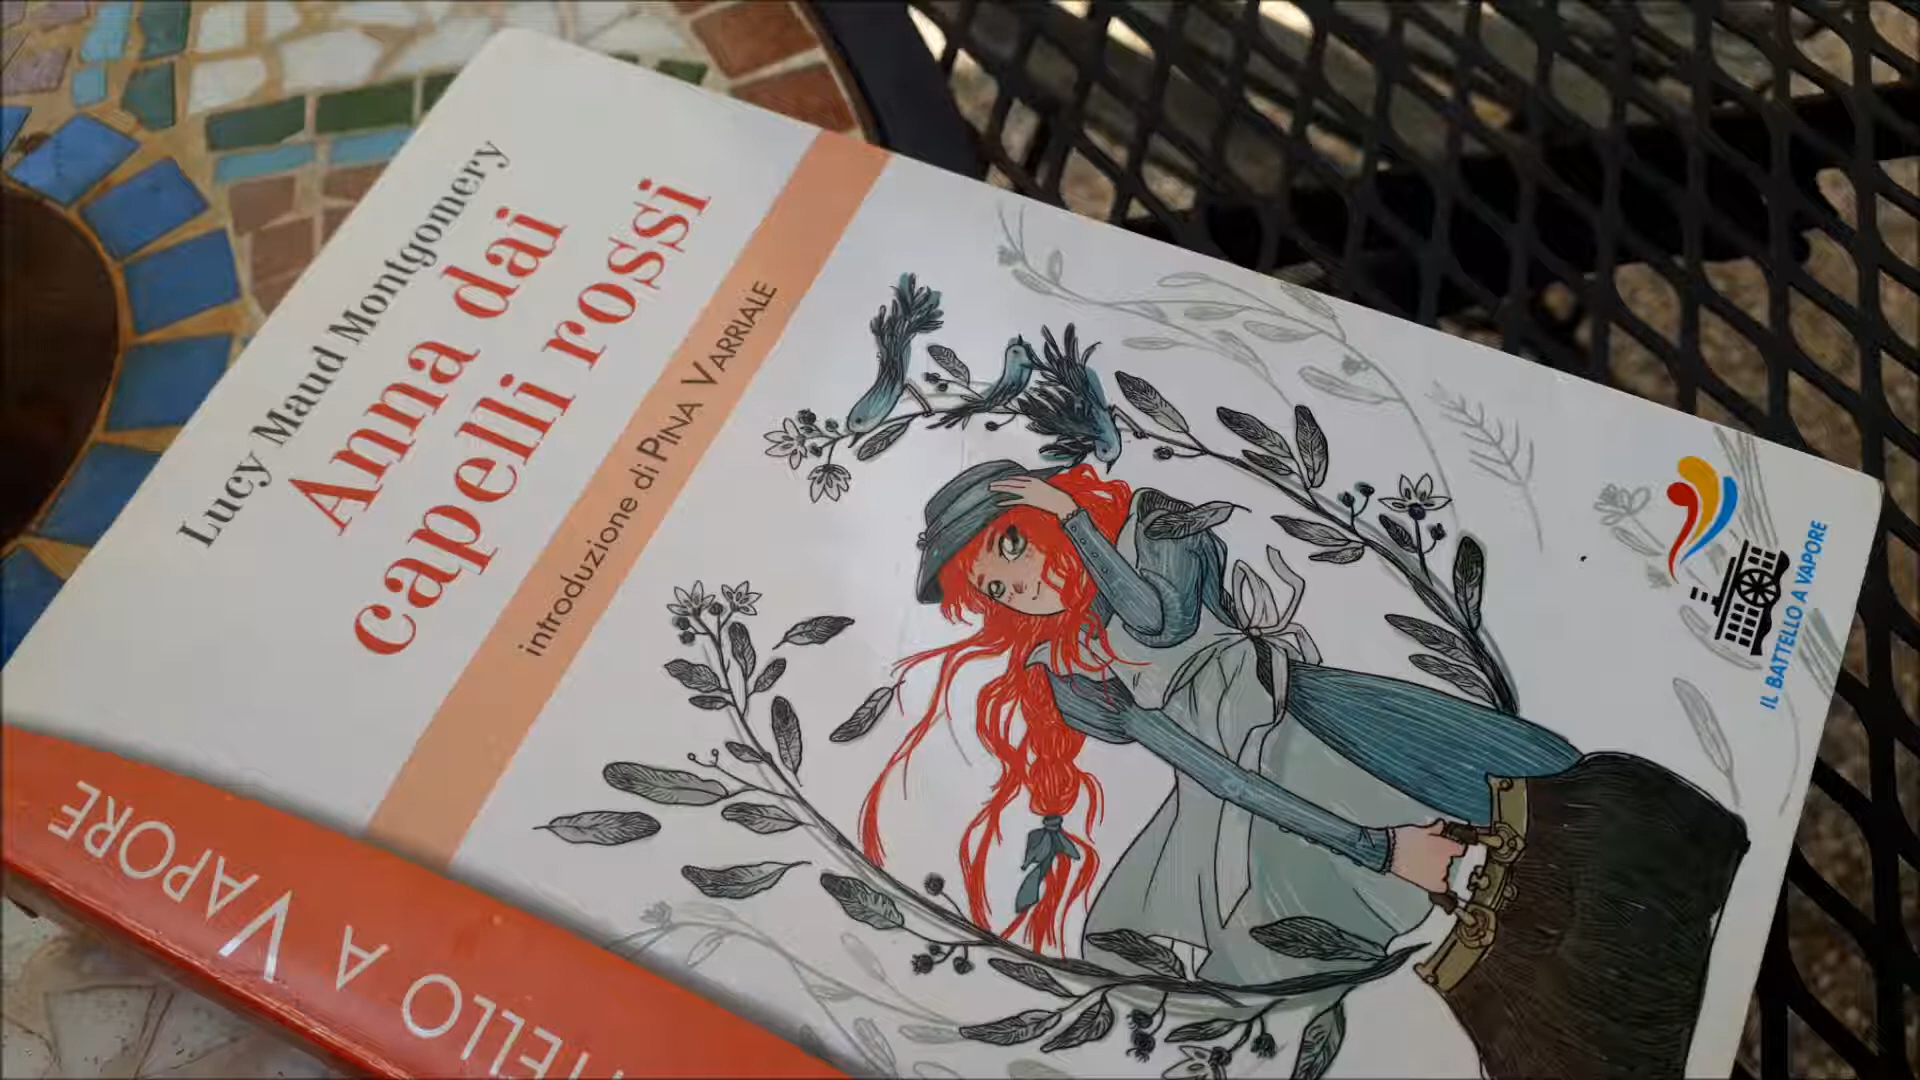 Lucy Maud Montgomery
Anna dai
capelli rossi
introduzione di PINA VARRIALE
IL BATTELLO A VAPORE
TELLO A VAPORE